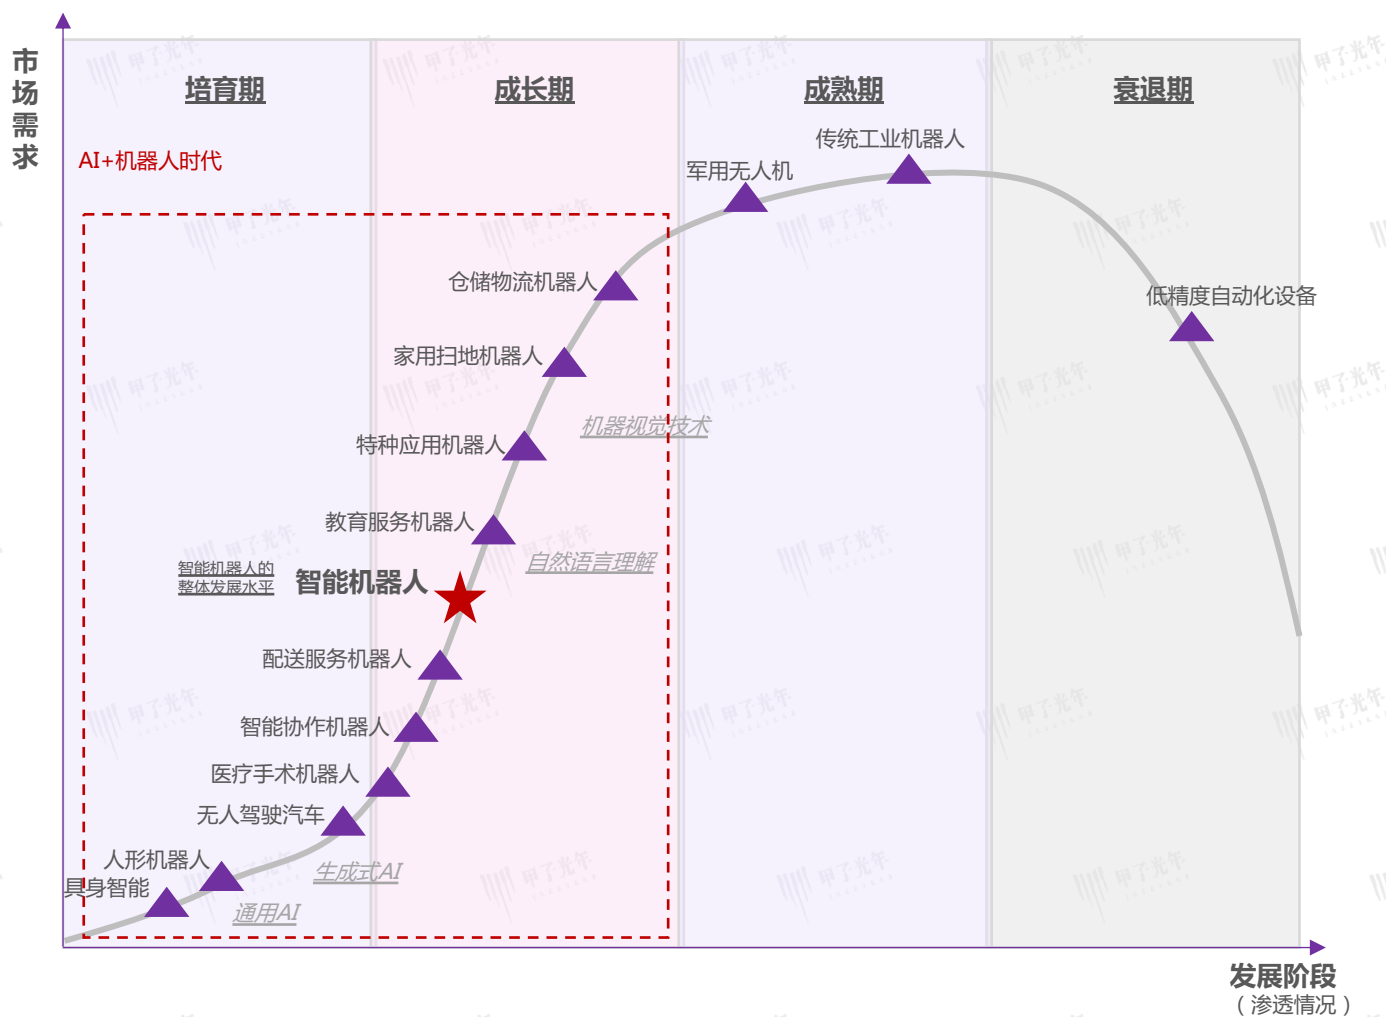 市场需求
培育期
成长期
成熟期
衰退期
AI+机器人时代
传统工业机器人
军用无人机
仓储物流机器人
低精度自动化设备
家用扫地机器人
机器视觉技术
特种应用机器人
教育服务机器人
自然语言理解
智能机器人的
整体发展水平
智能机器人
配送服务机器人
智能协作机器人
医疗手术机器人
无人驾驶汽车
人形机器人
生成式AI
具身智能
通用AI
发展阶段
（渗透情况）
甲子光年